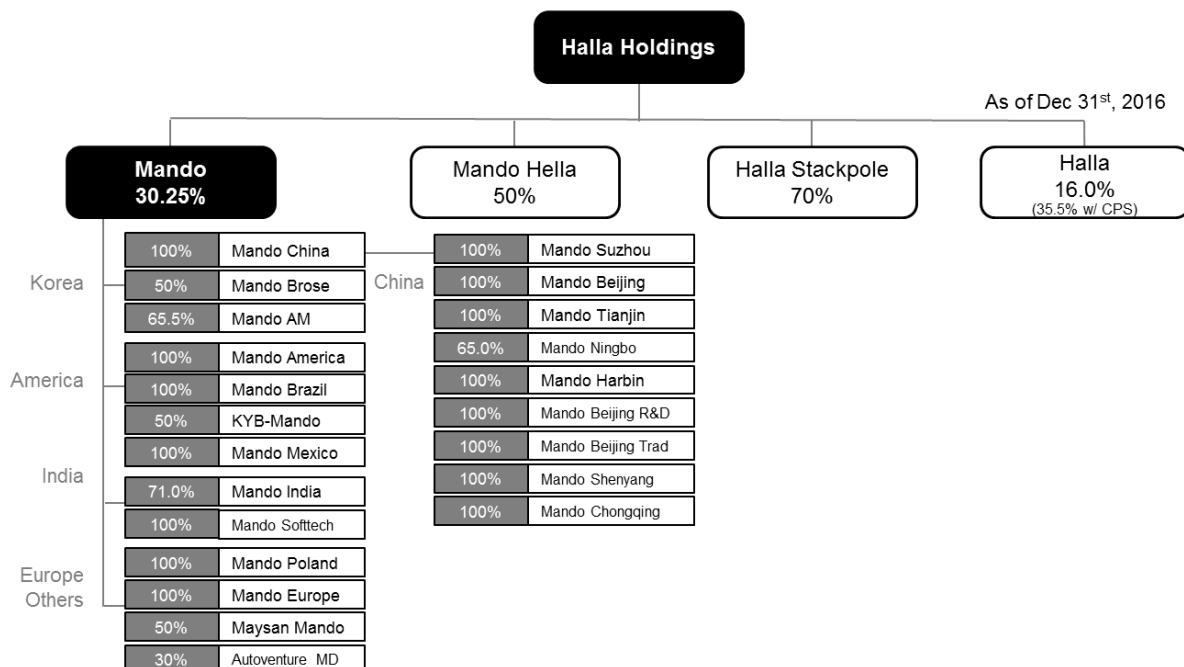 Halla Holdings
As of Dec 31st, 2016
Mando
30.25%
Mando Hella
50%
Halla Stackpole
70%
Halla
16.0%
(35.5% w/ CPS)
Korea
100% Mando China
50% Mando Brose
65.5% Mando AM
America
100% Mando America
100% Mando Brazil
50% KYB-Mando
100% Mando Mexico
India
71.0% Mando India
100% Mando Softtech
Europe
Others
100% Mando Poland
100% Mando Europe
50% Maysan Mando
30% Autoventure MD
China
100% Mando Suzhou
100% Mando Beijing
100% Mando Tianjin
65.0% Mando Ningbo
100% Mando Harbin
100% Mando Beijing R&D
100% Mando Beijing Trad
100% Mando Shenyang
100% Mando Chongqing